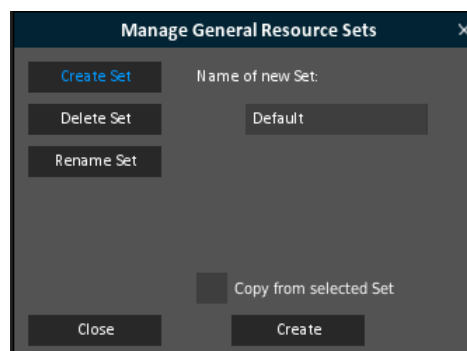 Manage General Resource Sets
Create Set
Name of new Set:
Delete Set
Default
Rename Set
Copy from selected Set
Close
Create